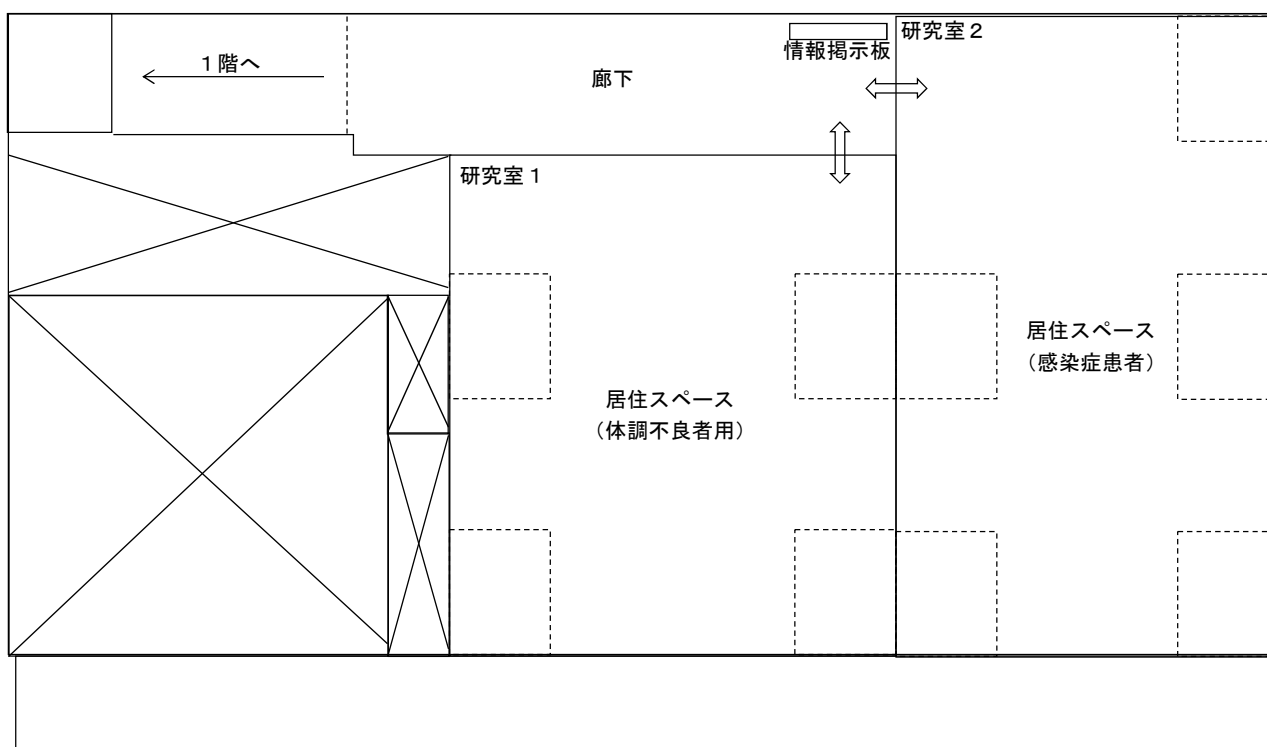 研究室２
情報掲示板
１階へ
廊下
研究室１
居住スペース
（感染症患者）
居住スペース
（体調不良者用）